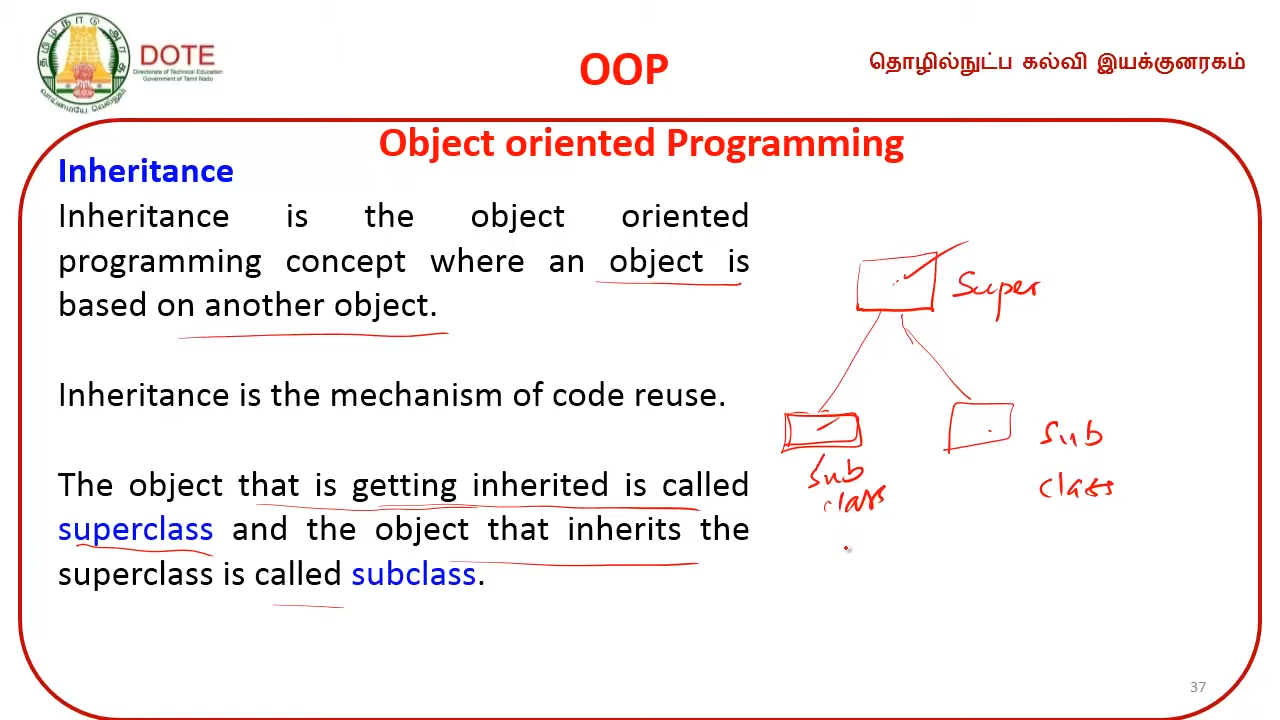 தமிழ்நாடு அரசு
வாய்மையே வெல்லும்
DOTE
Directorate of Technical Education
Government of Tamil Nadu
OOP
தொழில்நுட்ப கல்வி இயக்குனரகம்
Object oriented Programming
Inheritance
Inheritance is the object oriented
programming concept where an object is
based on another object.
Inheritance is the mechanism of code reuse.
The object that is getting inherited is called
superclass and the object that inherits the
superclass is called subclass.
Super
Sub
class
Sub
class
37